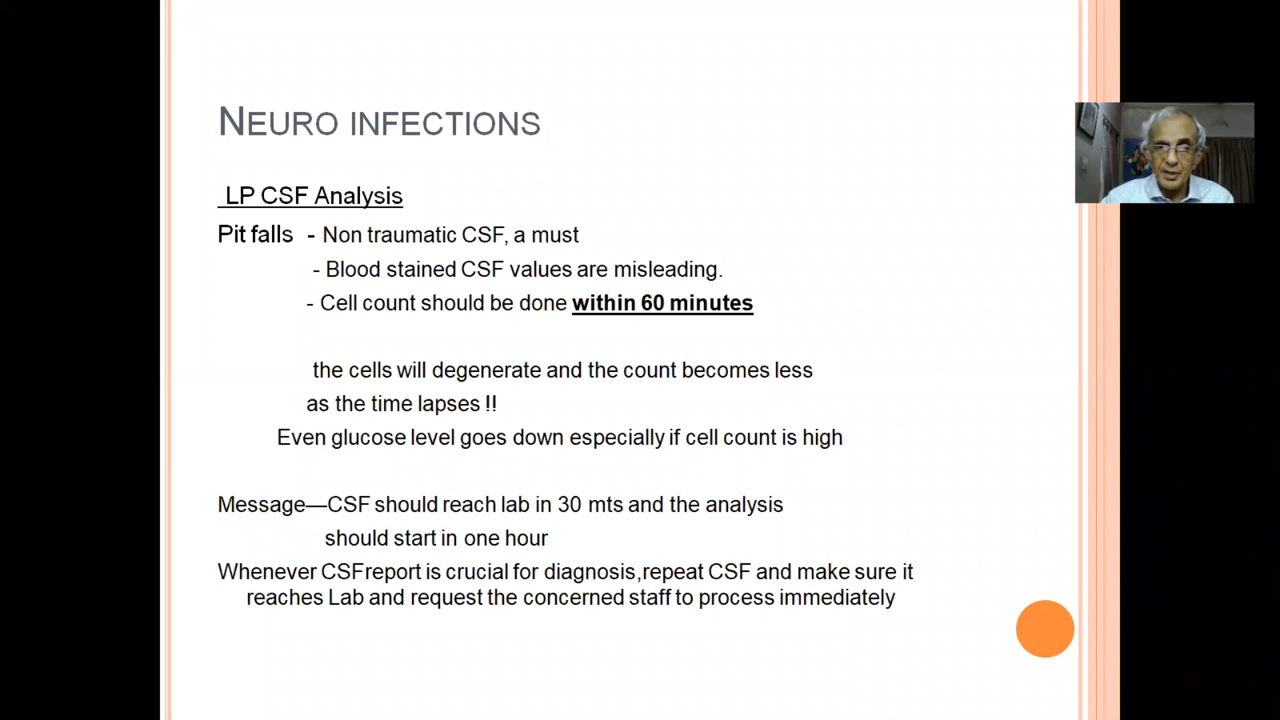 NEURO INFECTIONS
LP CSF Analysis
Pit falls - Non traumatic CSF, a must
- Blood stained CSF values are misleading.
- Cell count should be done within 60 minutes
the cells will degenerate and the count becomes less
as the time lapses !!
Even glucose level goes down especially if cell count is high
Message—CSF should reach lab in 30 mts and the analysis
should start in one hour
Whenever CSFreport is crucial for diagnosis,repeat CSF and make sure it
reaches Lab and request the concerned staff to process immediately